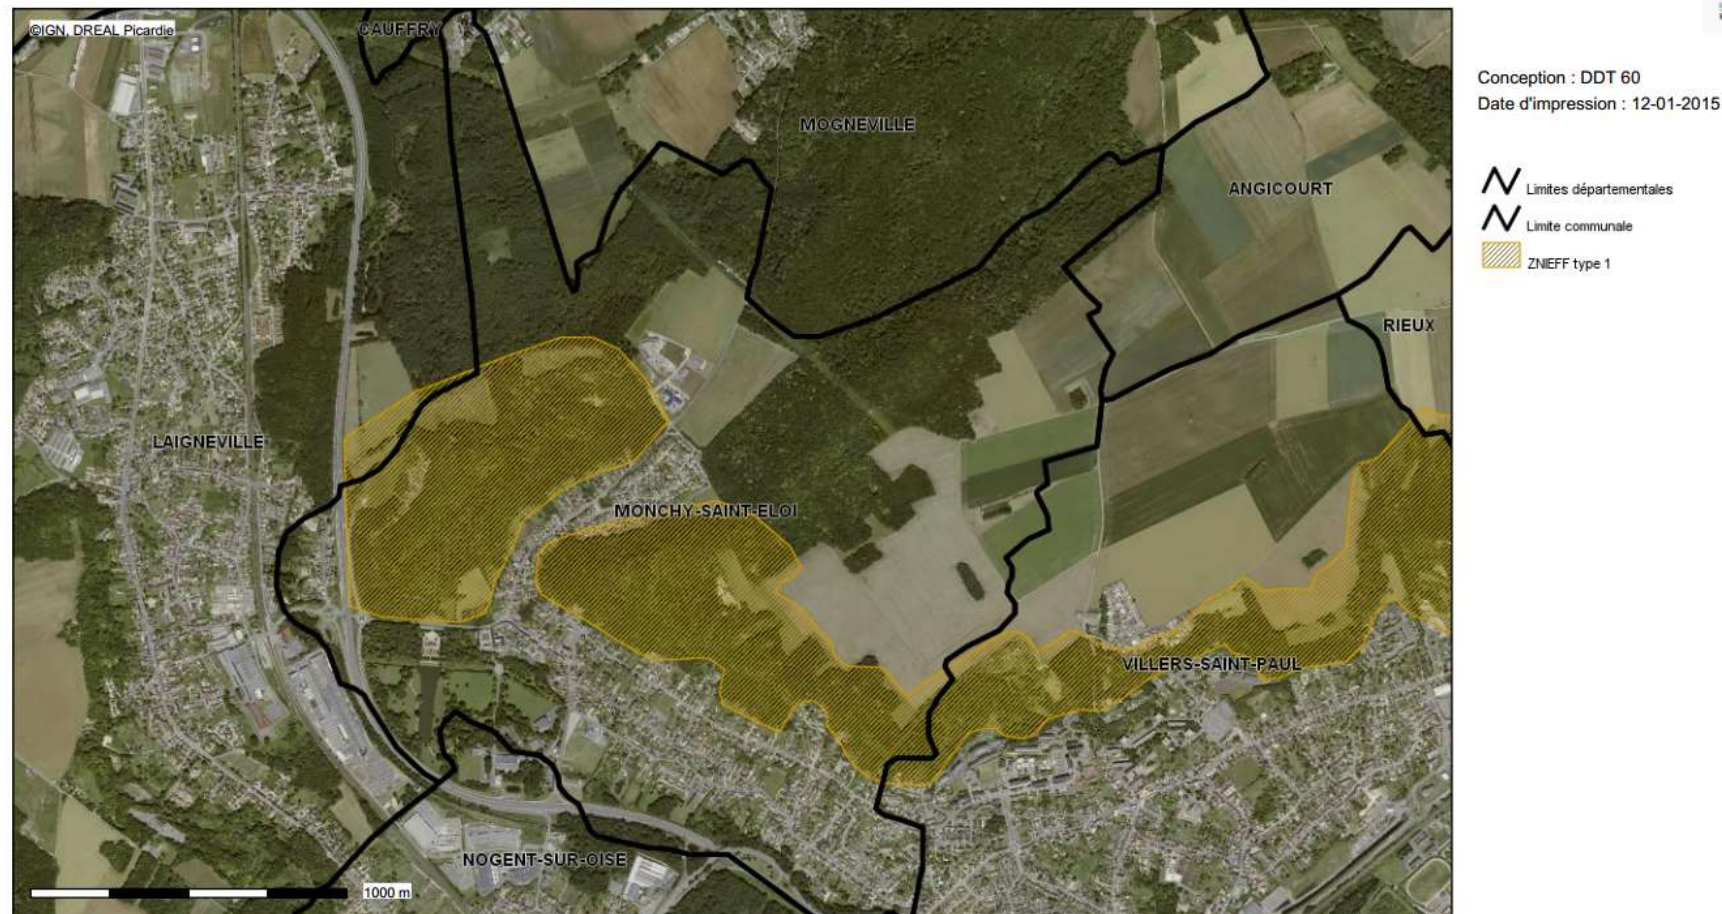 ©IGN, DREAL Picardie
CAUFFRY
MOGNEVILLE
ANGICOURT
RIEUX
LAIGNEVILLE
MONCHY-SAINT-ELOI
VILLERS-SAINT-PAUL
NOGENT-SUR-OISE
1000 m
Conception : DDT 60
Date d'impression : 12-01-2015
Limites départementales
Limite communale
ZNIEFF type 1